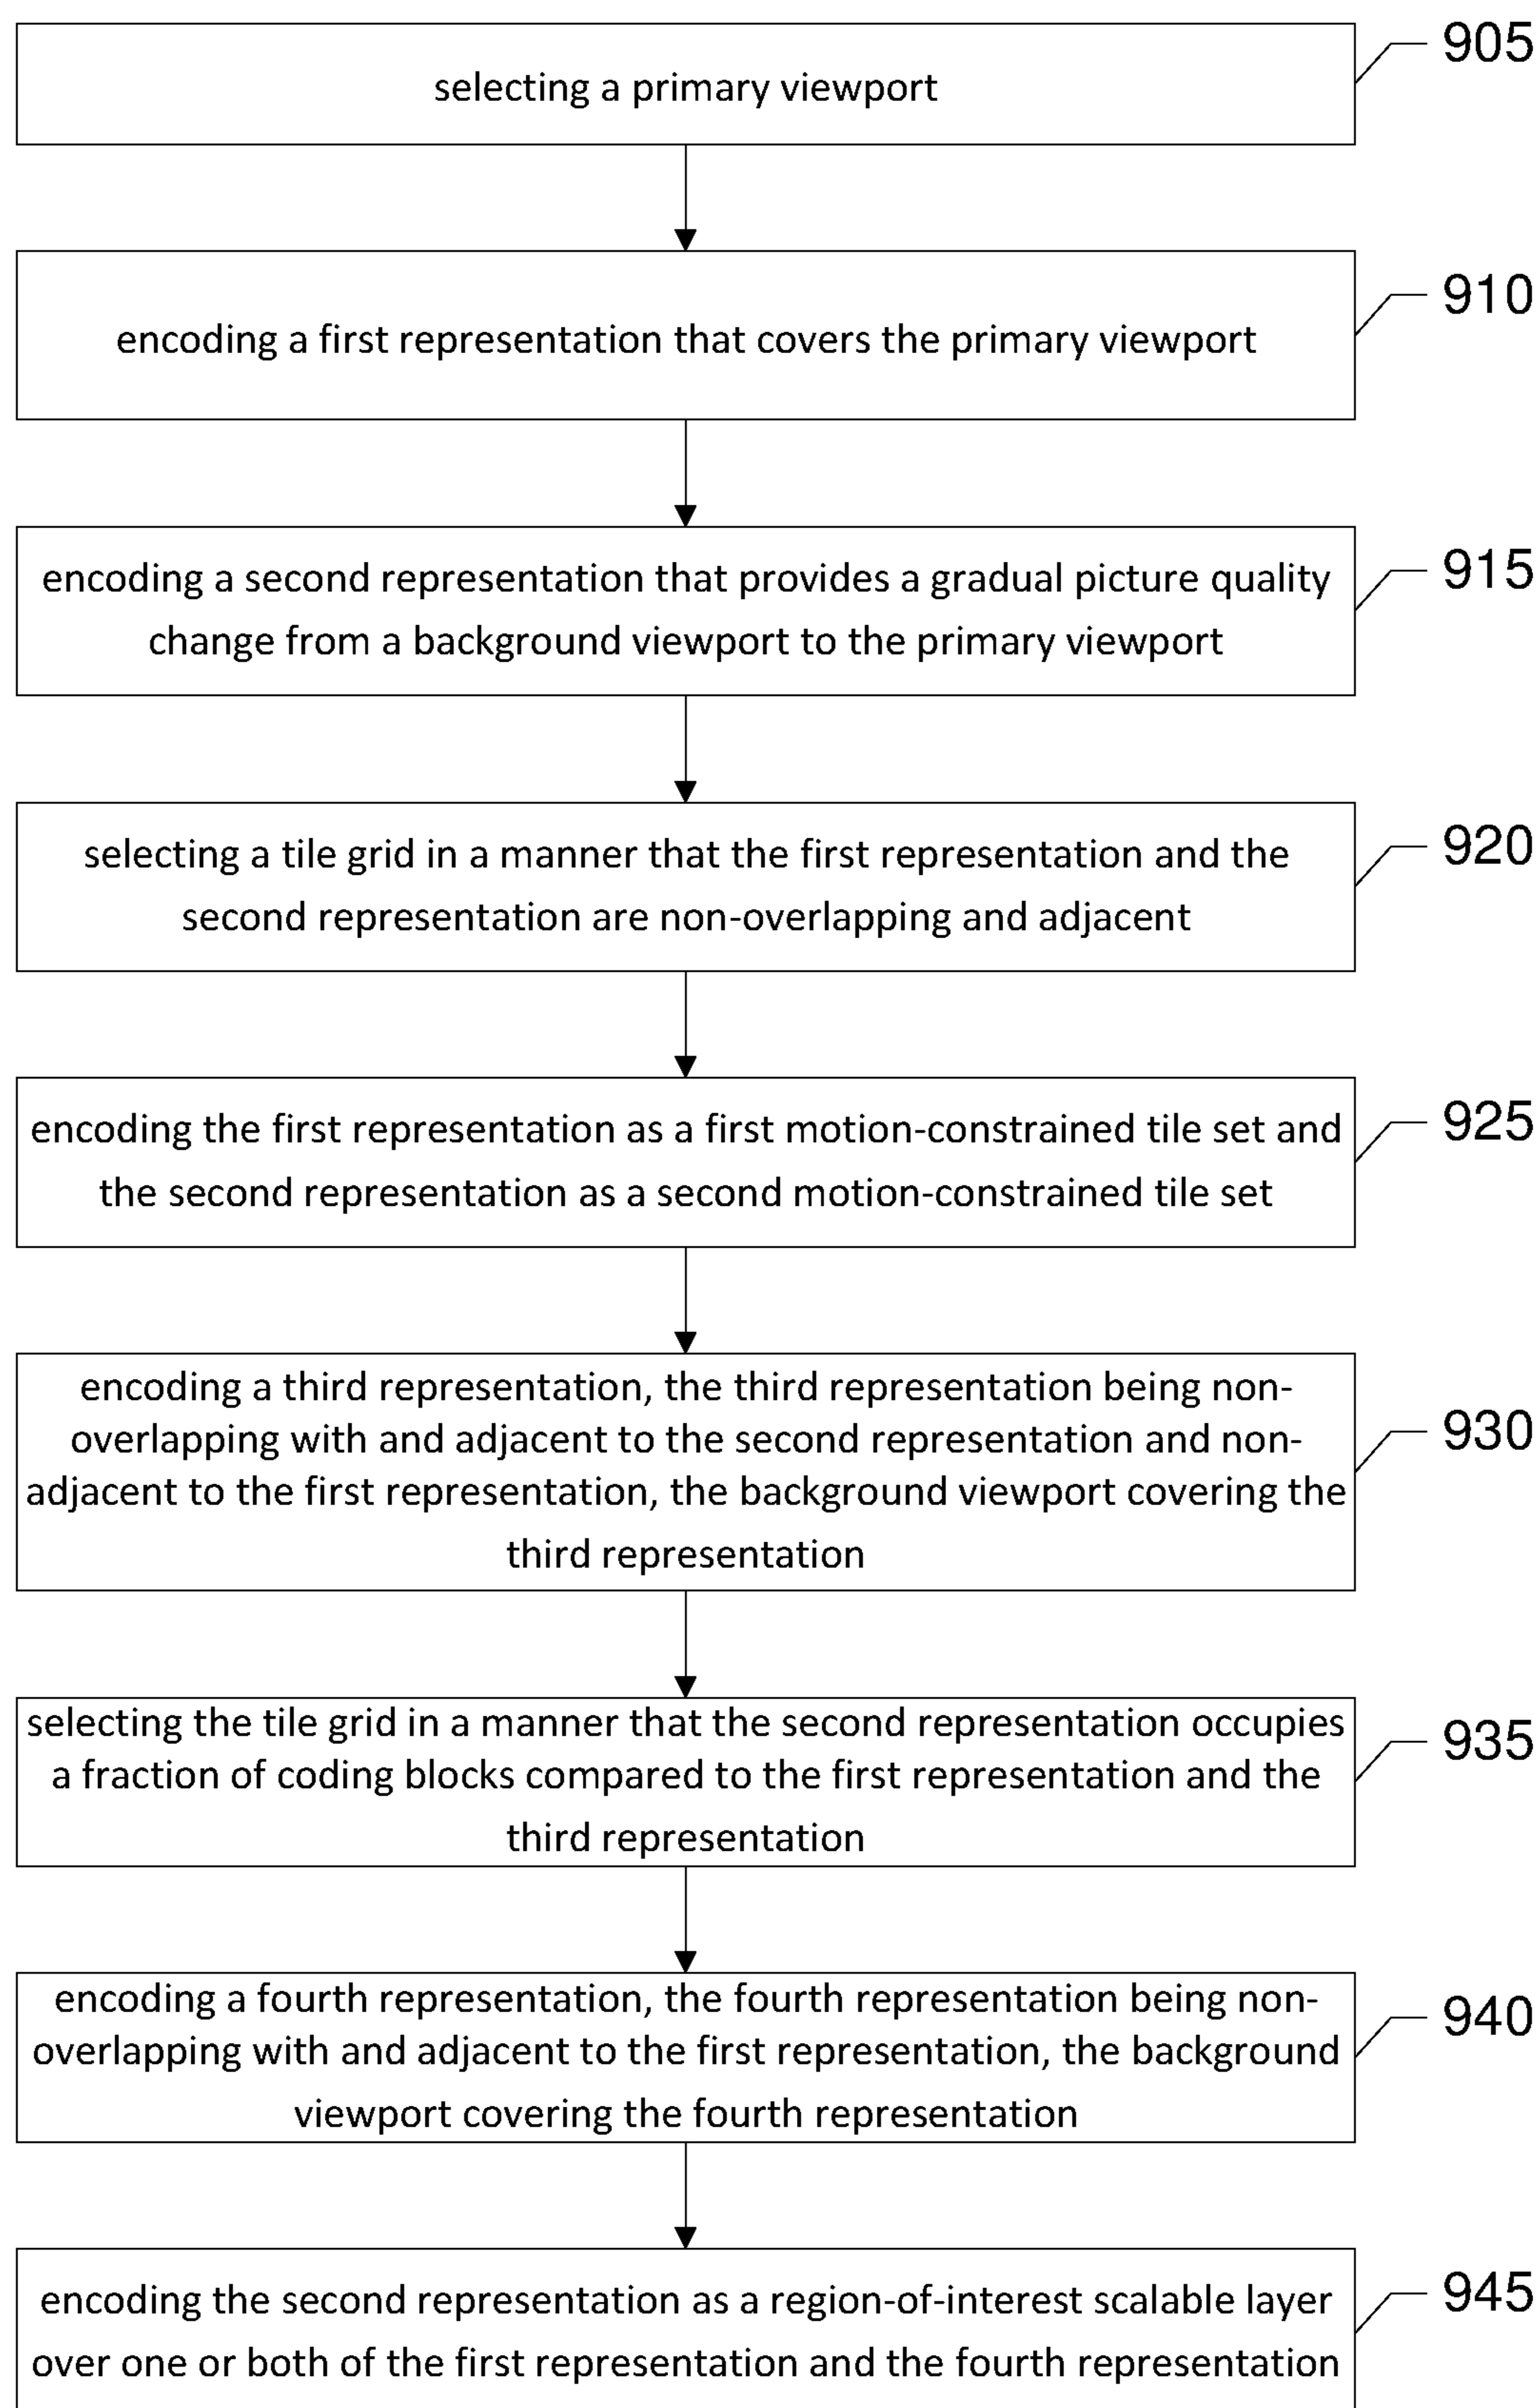 905
selecting a primary viewport
910
encoding a first representation that covers the primary viewport
915
encoding a second representation that provides a gradual picture quality
change from a background viewport to the primary viewport
920
selecting a tile grid in a manner that the first representation and the
second representation are non-overlapping and adjacent
925
encoding the first representation as a first motion-constrained tile set and
the second representation as a second motion-constrained tile set
930
encoding a third representation, the third representation being non-
overlapping with and adjacent to the second representation and non-
adjacent to the first representation, the background viewport covering the
third representation
935
selecting the tile grid in a manner that the second representation occupies
a fraction of coding blocks compared to the first representation and the
third representation
940
encoding a fourth representation, the fourth representation being non-
overlapping with and adjacent to the first representation, the background
viewport covering the fourth representation
945
encoding the second representation as a region-of-interest scalable layer
over one or both of the first representation and the fourth representation